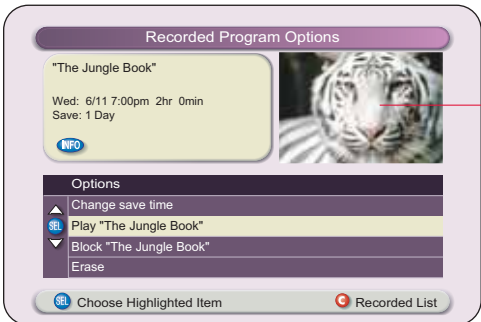 Recorded Program Options
"The Jungle Book"
Wed: 6/11 7:00pm 2hr 0min
Save: 1 Day
INFO
Options
Change save time
SEL Play "The Jungle Book"
Block "The Jungle Book"
Erase
SEL Choose Highlighted Item C Recorded List